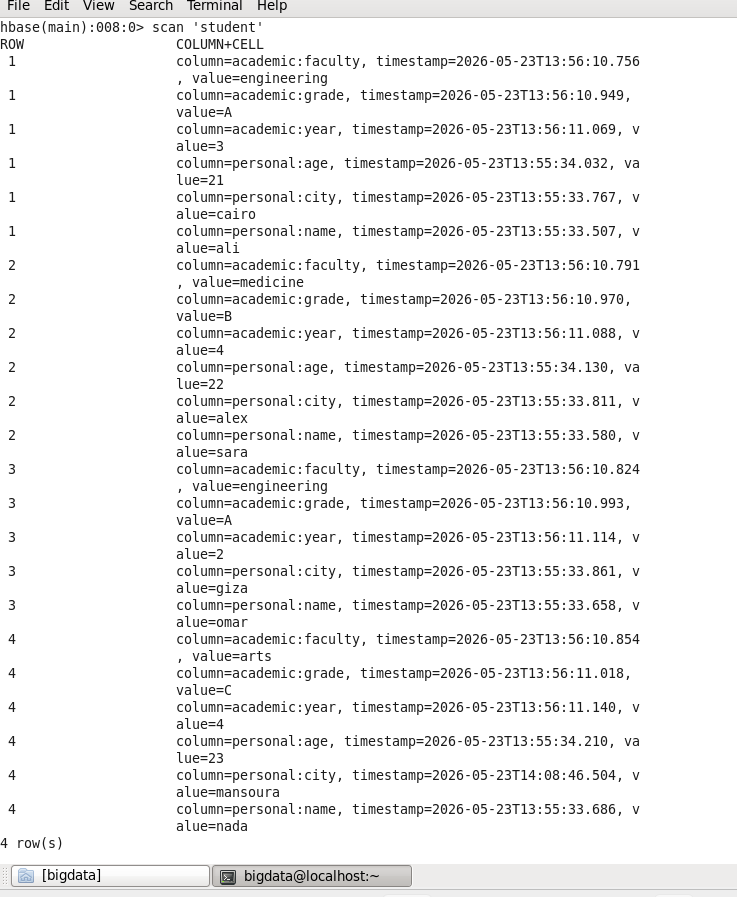 File Edit View Search Terminal Help
hbase(main):008:0> scan 'student'
ROW COLUMN+CELL
1 column=academic:faculty, timestamp=2026-05-23T13:56:10.756
, value=engineering
1 column=academic:grade, timestamp=2026-05-23T13:56:10.949,
value=A
1 column=academic:year, timestamp=2026-05-23T13:56:11.069, v
alue=3
1 column=personal:age, timestamp=2026-05-23T13:55:34.032, va
lue=21
1 column=personal:city, timestamp=2026-05-23T13:55:33.767, v
alue=cairo
1 column=personal:name, timestamp=2026-05-23T13:55:33.507, v
alue=ali
2 column=academic:faculty, timestamp=2026-05-23T13:56:10.791
, value=medicine
2 column=academic:grade, timestamp=2026-05-23T13:56:10.970,
value=B
2 column=academic:year, timestamp=2026-05-23T13:56:11.088, v
alue=4
2 column=personal:age, timestamp=2026-05-23T13:55:34.130, va
lue=22
2 column=personal:city, timestamp=2026-05-23T13:55:33.811, v
alue=alex
2 column=personal:name, timestamp=2026-05-23T13:55:33.580, v
alue=sara
3 column=academic:faculty, timestamp=2026-05-23T13:56:10.824
, value=engineering
3 column=academic:grade, timestamp=2026-05-23T13:56:10.993,
value=A
3 column=academic:year, timestamp=2026-05-23T13:56:11.114, v
alue=2
3 column=personal:city, timestamp=2026-05-23T13:55:33.861, v
alue=giza
3 column=personal:name, timestamp=2026-05-23T13:55:33.658, v
alue=omar
4 column=academic:faculty, timestamp=2026-05-23T13:56:10.854
, value=arts
4 column=academic:grade, timestamp=2026-05-23T13:56:11.018,
value=C
4 column=academic:year, timestamp=2026-05-23T13:56:11.140, v
alue=4
4 column=personal:age, timestamp=2026-05-23T13:55:34.210, va
lue=23
4 column=personal:city, timestamp=2026-05-23T14:08:46.504, v
alue=mansoura
4 column=personal:name, timestamp=2026-05-23T13:55:33.686, v
alue=nada
4 row(s)
[bigdata] bigdata@localhost:~